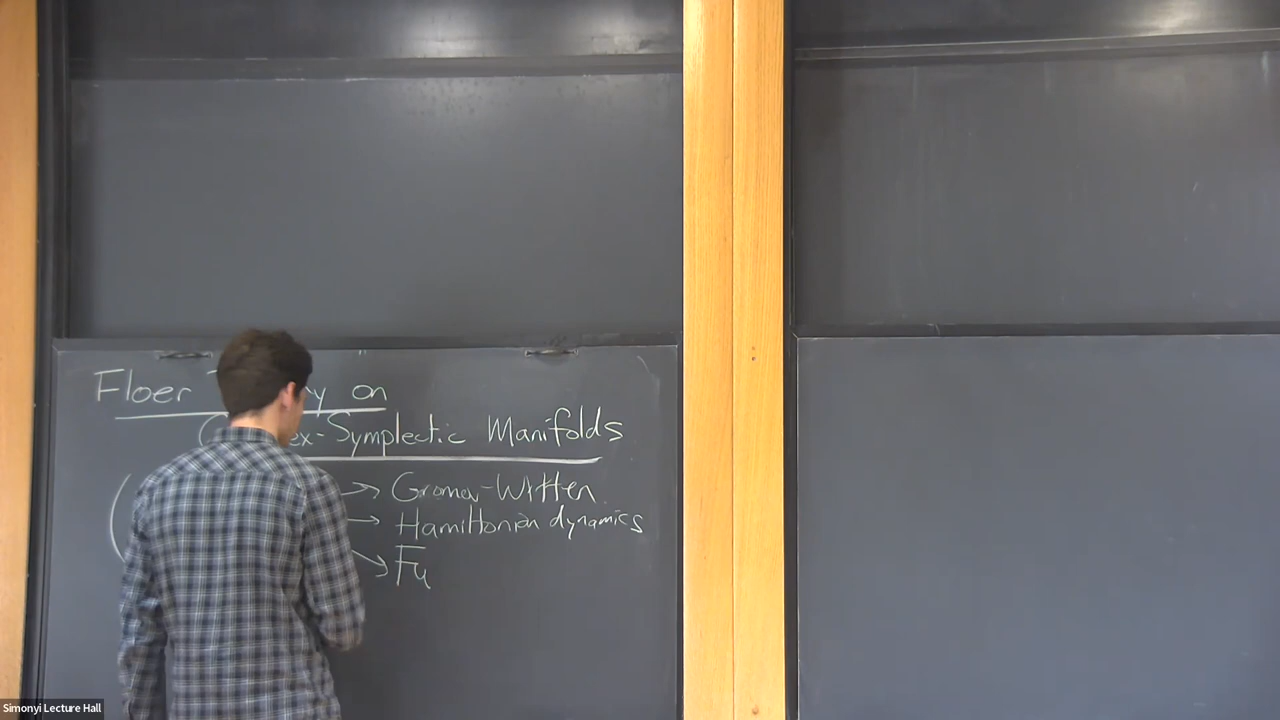 Floer on
ex-Symplectic Manifolds
( → Gromov-Witten
→ Hamiltonian dynamics
→ Fu
Simonyi Lecture Hall